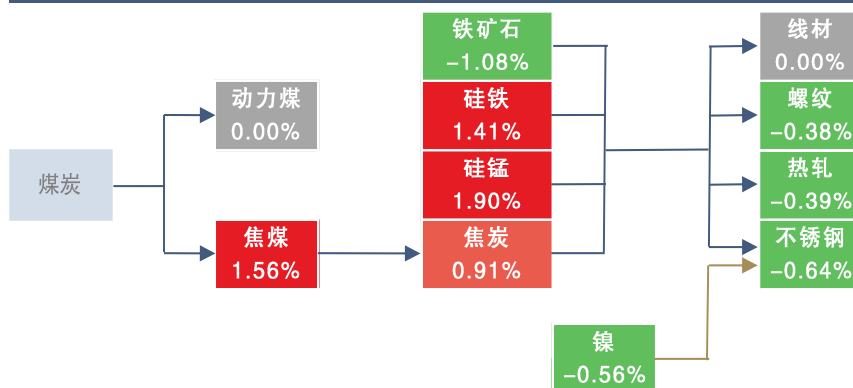 煤炭
动力煤
0.00%
焦煤
1.56%
铁矿石
-1.08%
硅铁
1.41%
硅锰
1.90%
焦炭
0.91%
线材
0.00%
螺纹
-0.38%
热轧
-0.39%
不锈钢
-0.64%
镍
-0.56%